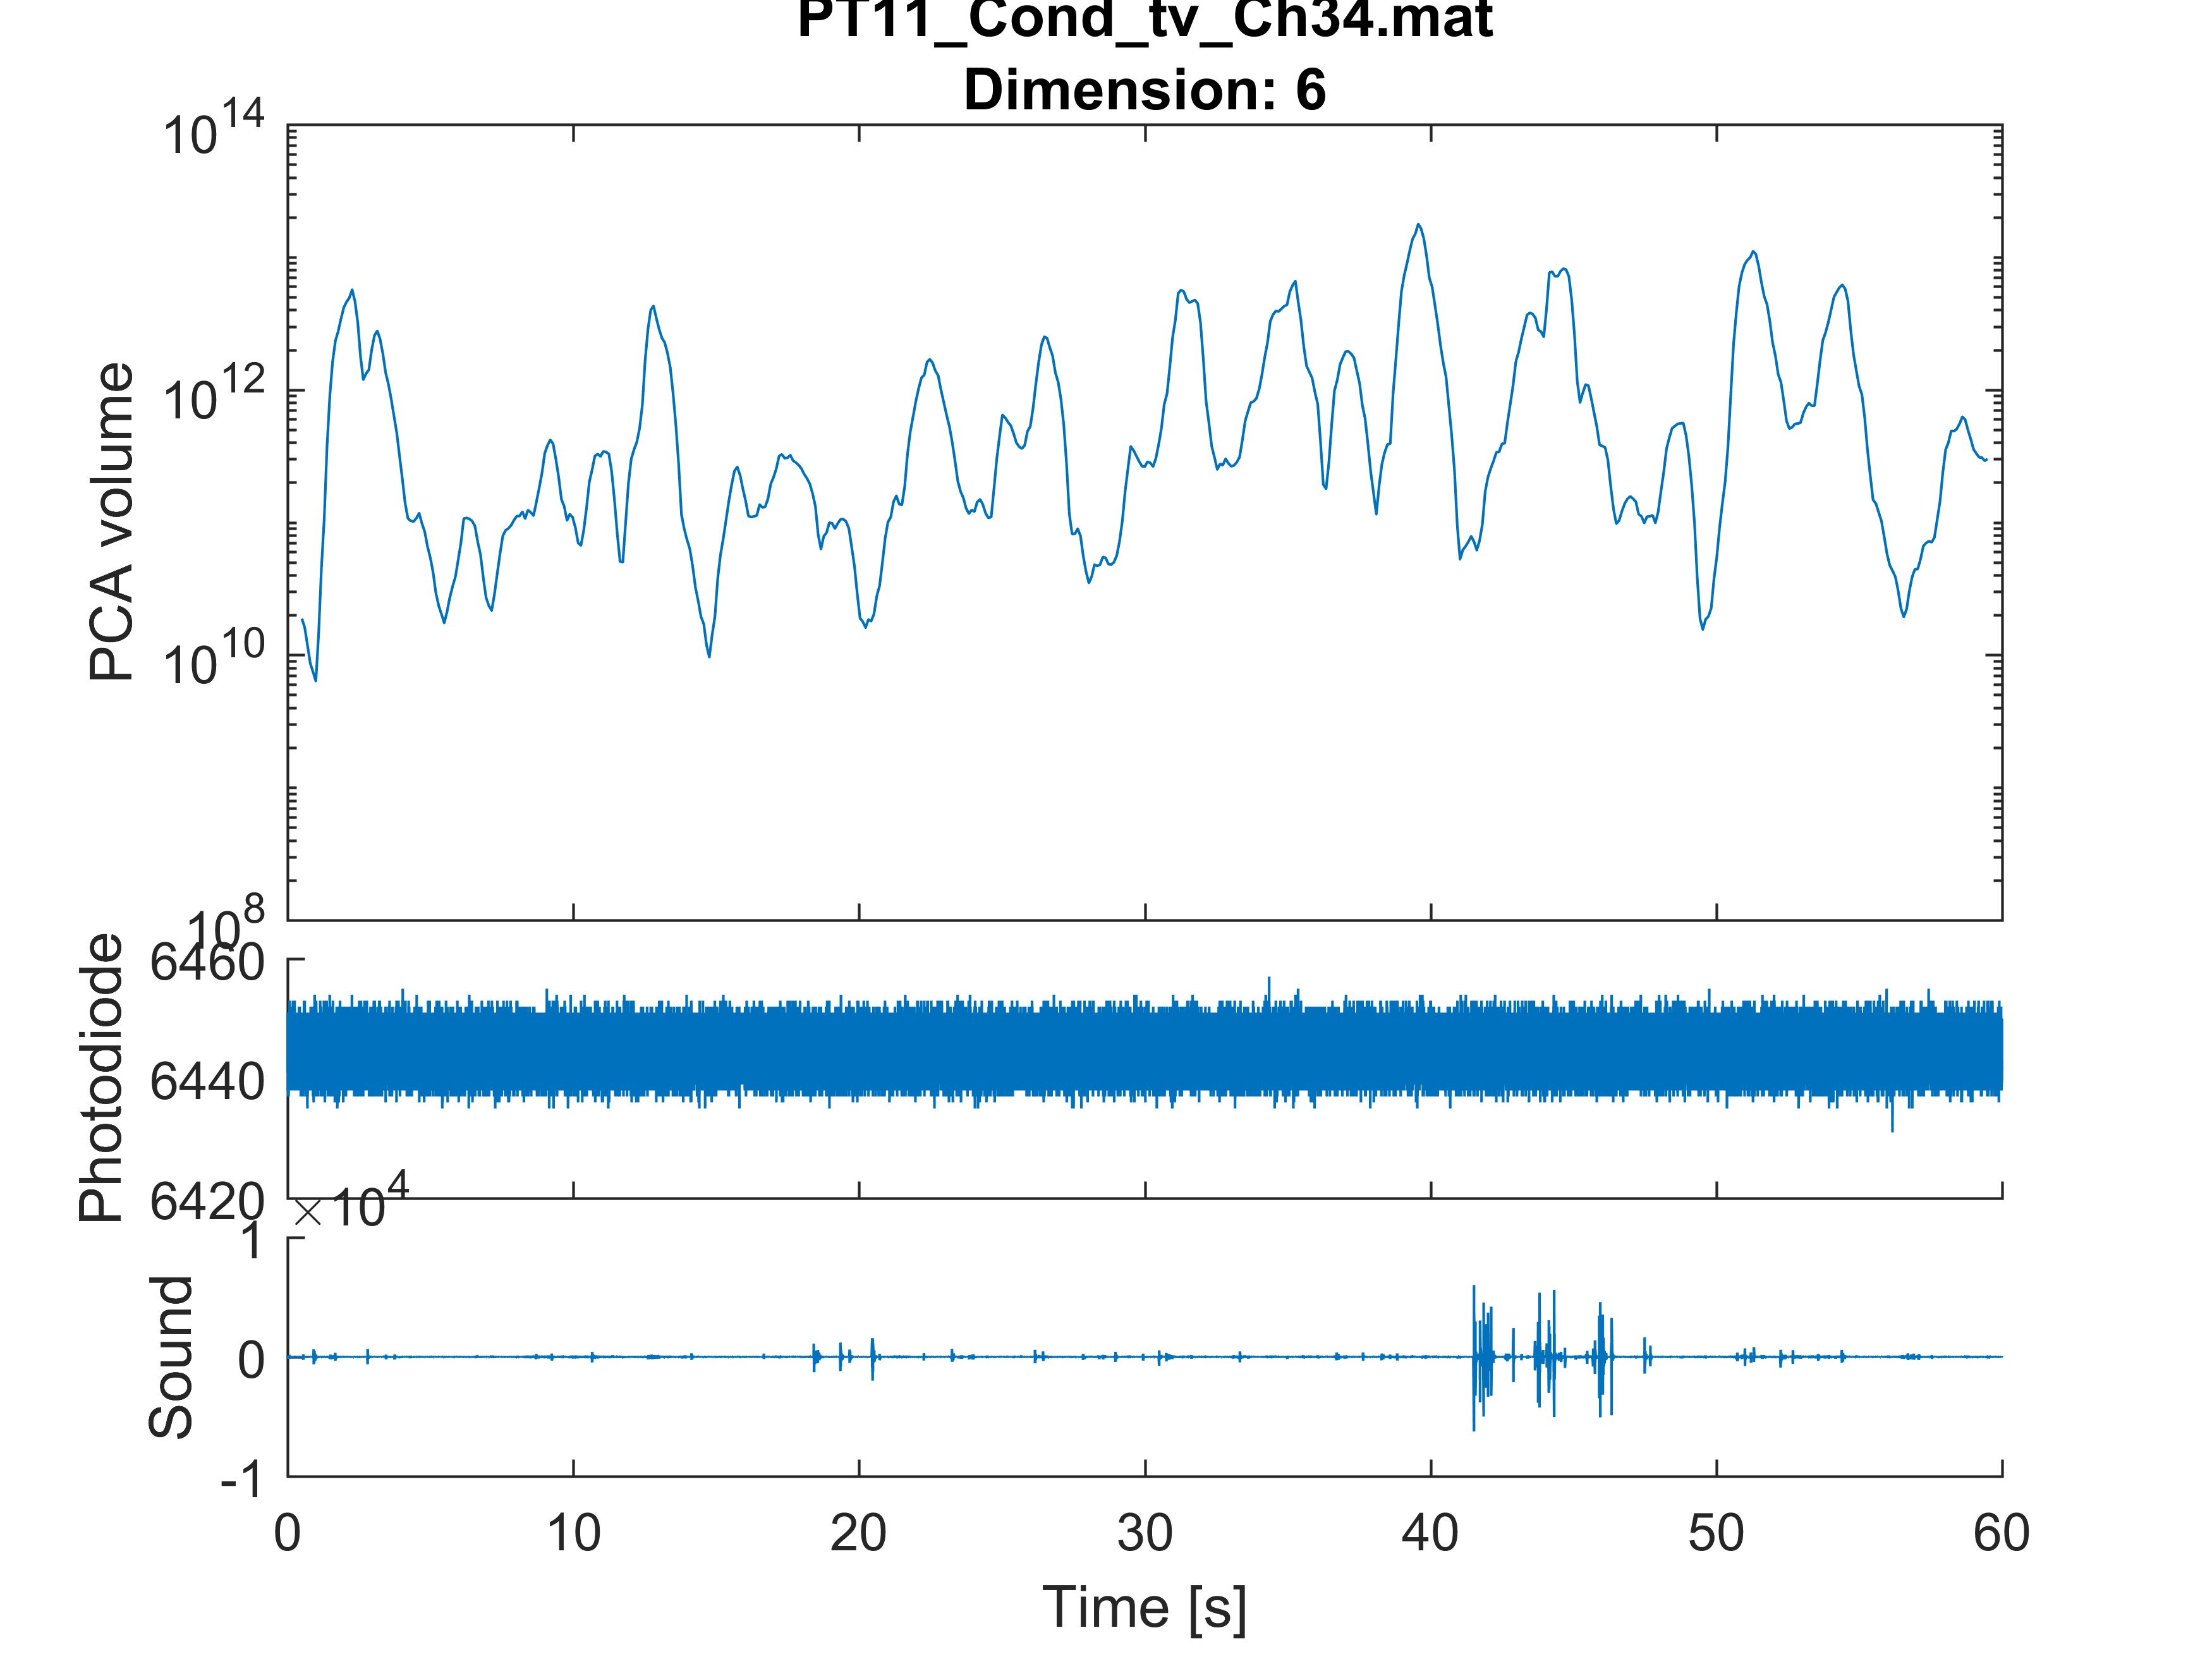 PT11_Cond_tv_Ch34.mat
Dimension: 6
10^14
10^12
10^10
10^8
PCA volume
6460
6440
6420
Photodiode
×10^4
1
0
-1
Sound
0 10 20 30 40 50 60
Time [s]